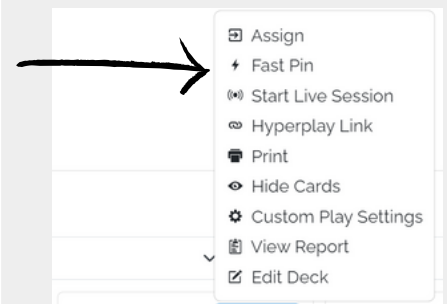 Assign
Fast Pin
Start Live Session
Hyperplay Link
Print
Hide Cards
Custom Play Settings
View Report
Edit Deck